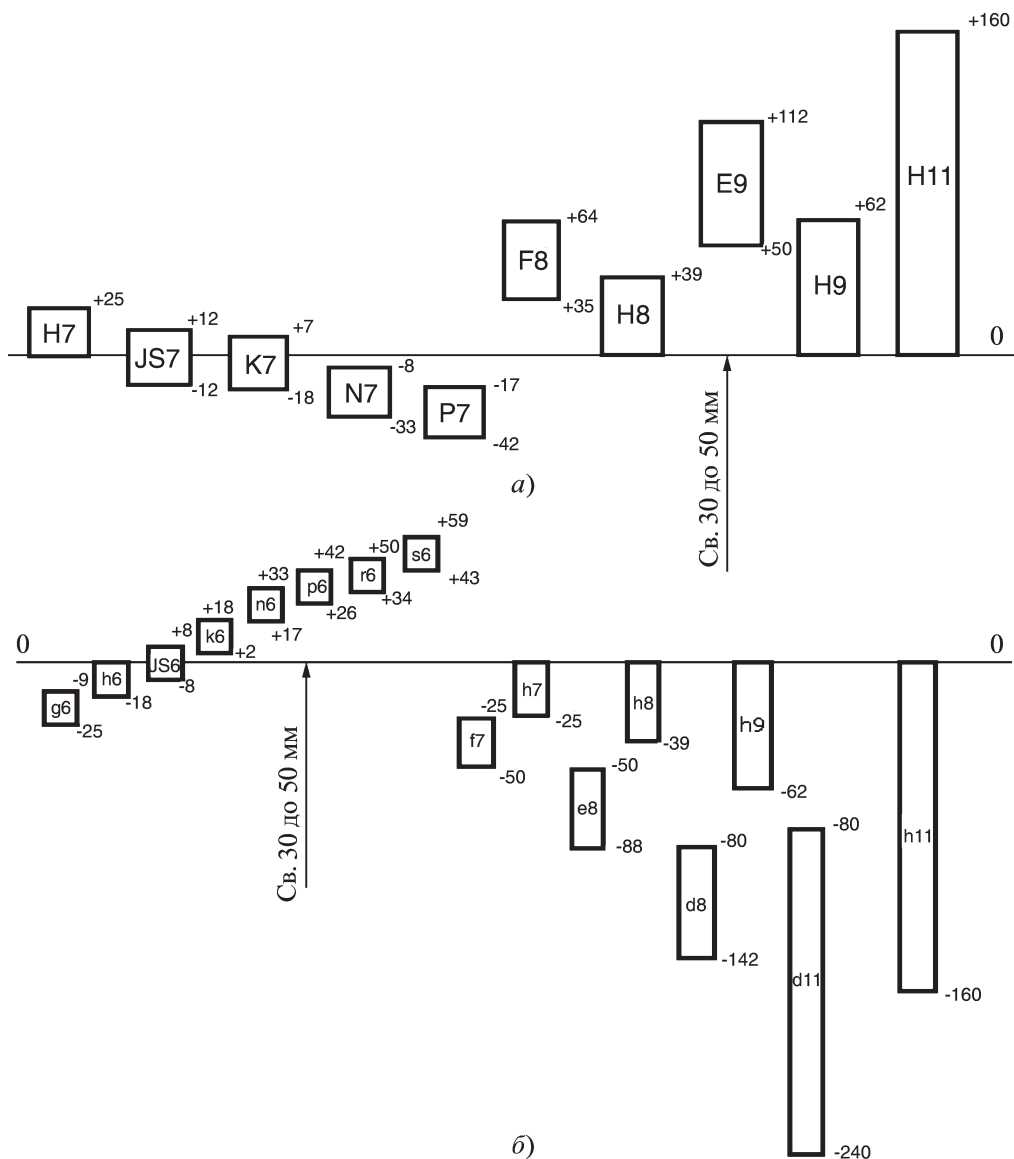 +160
+112
H11
E9
+64
+62
+50
F8
+39
+35
H9
+25
H8
H7
+12
+7
0
JS7
K7
-8
-12
-18
N7
-17
-33
P7
-42
Св. 30 до 50 мм
а)
+59
+50
s6
+42
r6
+43
+33
p6
+34
n6
+26
+18
+17
+8
k6
+2
0
0
JS6
-9
h6
-8
-18
g6
-25
h7
h8
h9
-25
-25
f7
-39
-50
-50
-62
e8
-88
-80
-80
h11
d8
-142
d11
-160
Св. 30 до 50 мм
б)
-240